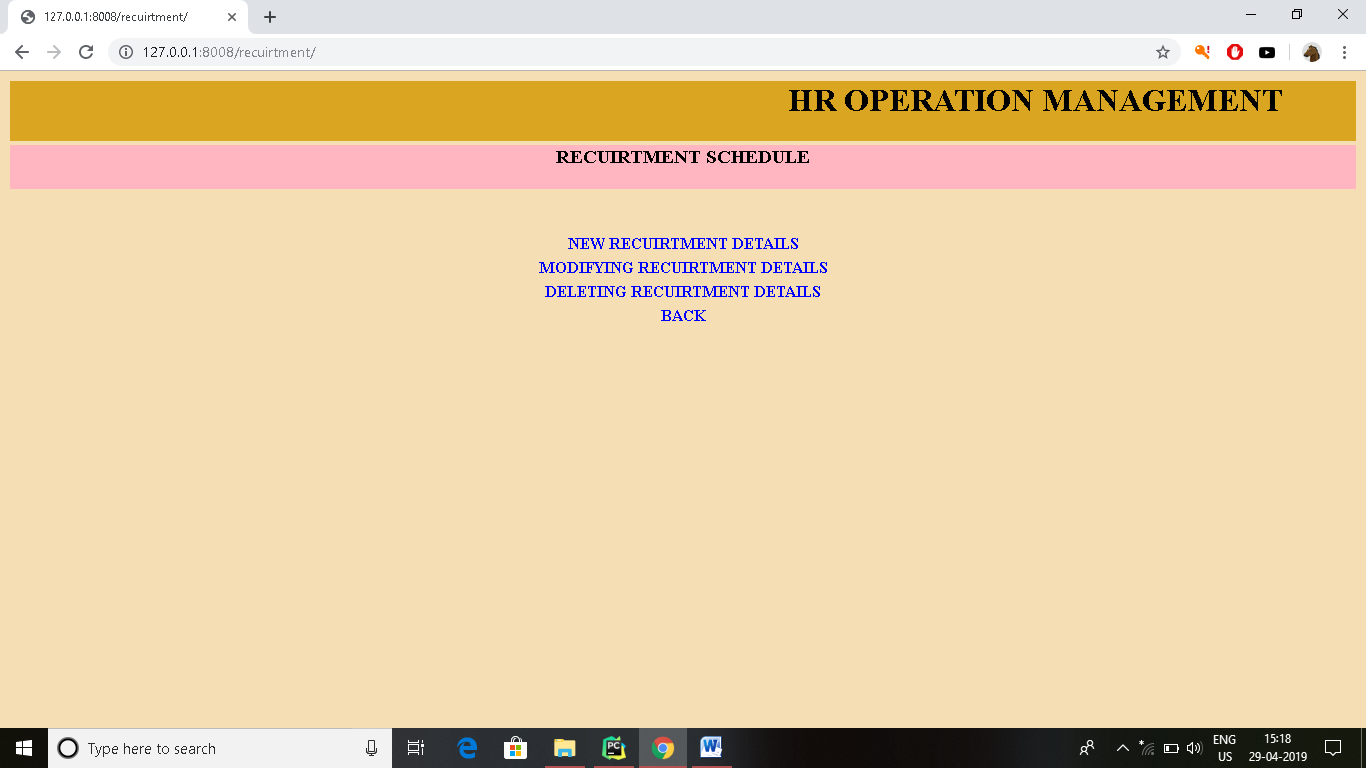 127.0.0.1:8008/recuirtment/
127.0.0.1:8008/recuirtment/
HR OPERATION MANAGEMENT
RECUIRTMENT SCHEDULE
NEW RECUIRTMENT DETAILS
MODIFYING RECUIRTMENT DETAILS
DELETING RECUIRTMENT DETAILS
BACK
Type here to search
PC
W
ENG
US
15:18
29-04-2019